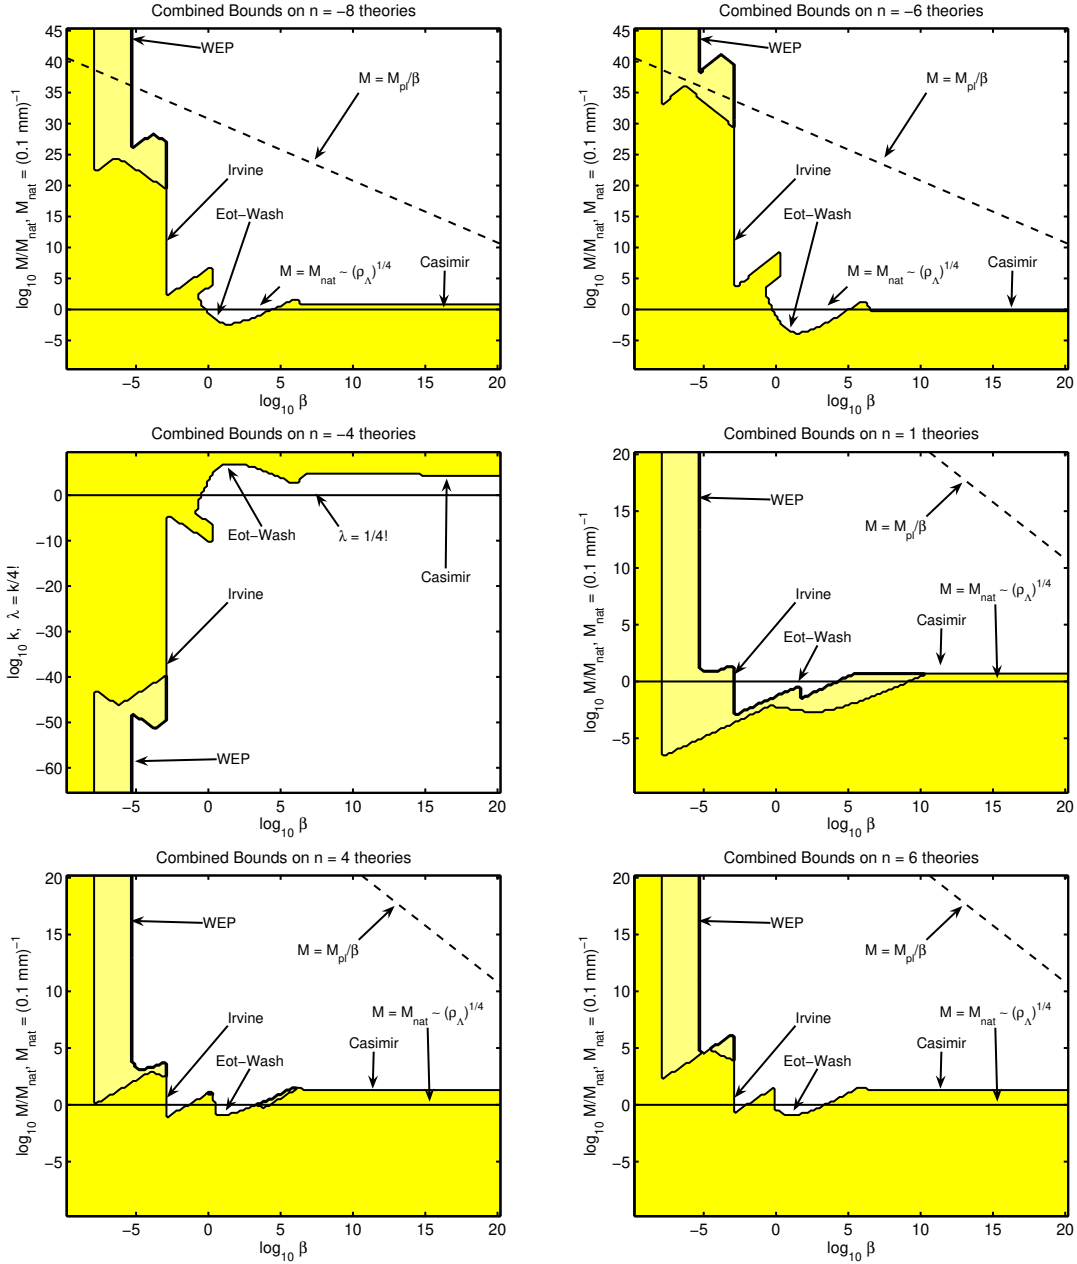 Combined Bounds on n = −8 theories
log10 M/Mnat, Mnat = (0.1 mm)−1
45
40
35
30
25
20
15
10
5
0
−5
WEP
M = Mpl/β
Irvine
Eot−Wash
M = Mnat ~ (ρΛ)1/4
Casimir
−5 0 5 10 15 20
log10 β
Combined Bounds on n = −6 theories
log10 M/Mnat, Mnat = (0.1 mm)−1
45
40
35
30
25
20
15
10
5
0
−5
WEP
M = Mpl/β
Irvine
Eot−Wash
M = Mnat ~ (ρΛ)1/4
Casimir
−5 0 5 10 15 20
log10 β
Combined Bounds on n = −4 theories
log10 k, λ = k/4!
0
−10
−20
−30
−40
−50
−60
Eot−Wash
λ = 1/4!
Casimir
Irvine
WEP
−5 0 5 10 15 20
log10 β
Combined Bounds on n = 1 theories
log10 M/Mnat, Mnat = (0.1 mm)−1
20
15
10
5
0
−5
WEP
M = Mpl/β
M = Mnat ~ (ρΛ)1/4
Irvine
Casimir
Eot−Wash
−5 0 5 10 15 20
log10 β
Combined Bounds on n = 4 theories
log10 M/Mnat, Mnat = (0.1 mm)−1
20
15
10
5
0
−5
WEP
M = Mpl/β
M = Mnat ~ (ρΛ)1/4
Irvine
Casimir
Eot−Wash
−5 0 5 10 15 20
log10 β
Combined Bounds on n = 6 theories
log10 M/Mnat, Mnat = (0.1 mm)−1
20
15
10
5
0
−5
WEP
M = Mpl/β
M = Mnat ~ (ρΛ)1/4
Irvine
Casimir
Eot−Wash
−5 0 5 10 15 20
log10 β